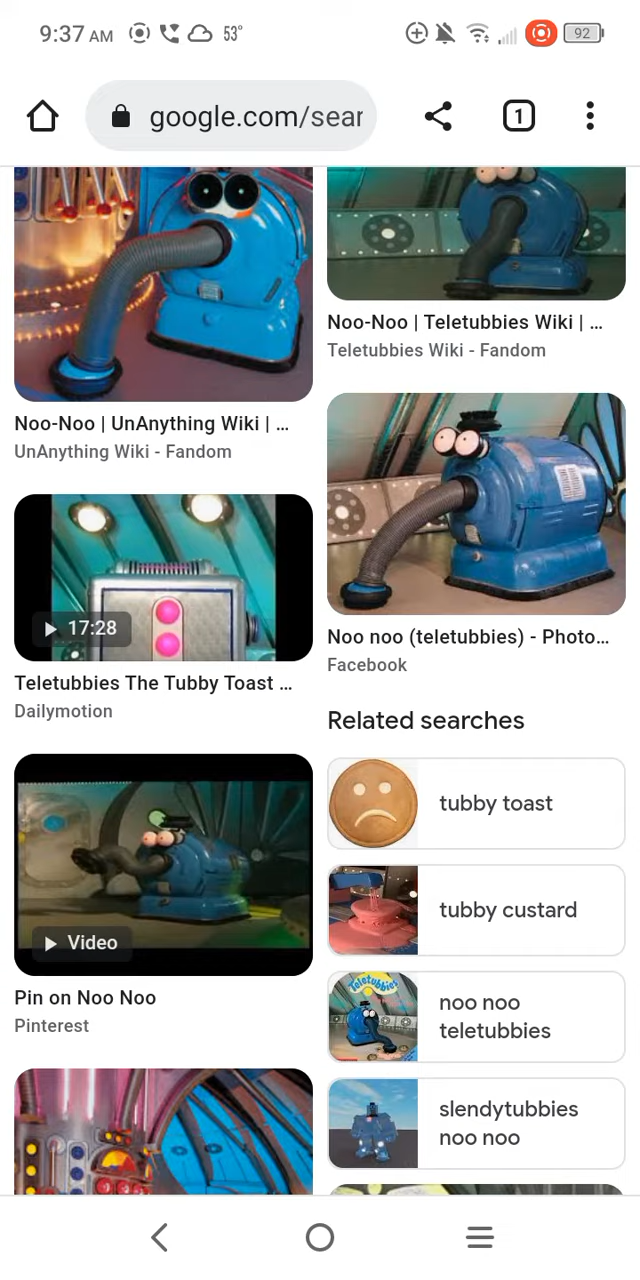 9:37 AM
53°
92
google.com/sear
1
Noo-Noo | UnAnything Wiki | ...
UnAnything Wiki - Fandom
17:28
Teletubbies The Tubby Toast ...
Dailymotion
Video
Pin on Noo Noo
Pinterest
Noo-Noo | Teletubbies Wiki | ...
Teletubbies Wiki - Fandom
Noo noo (teletubbies) - Photo...
Facebook
Related searches
tubby toast
tubby custard
Teletubbies
noo noo
teletubbies
slendytubbies
noo noo